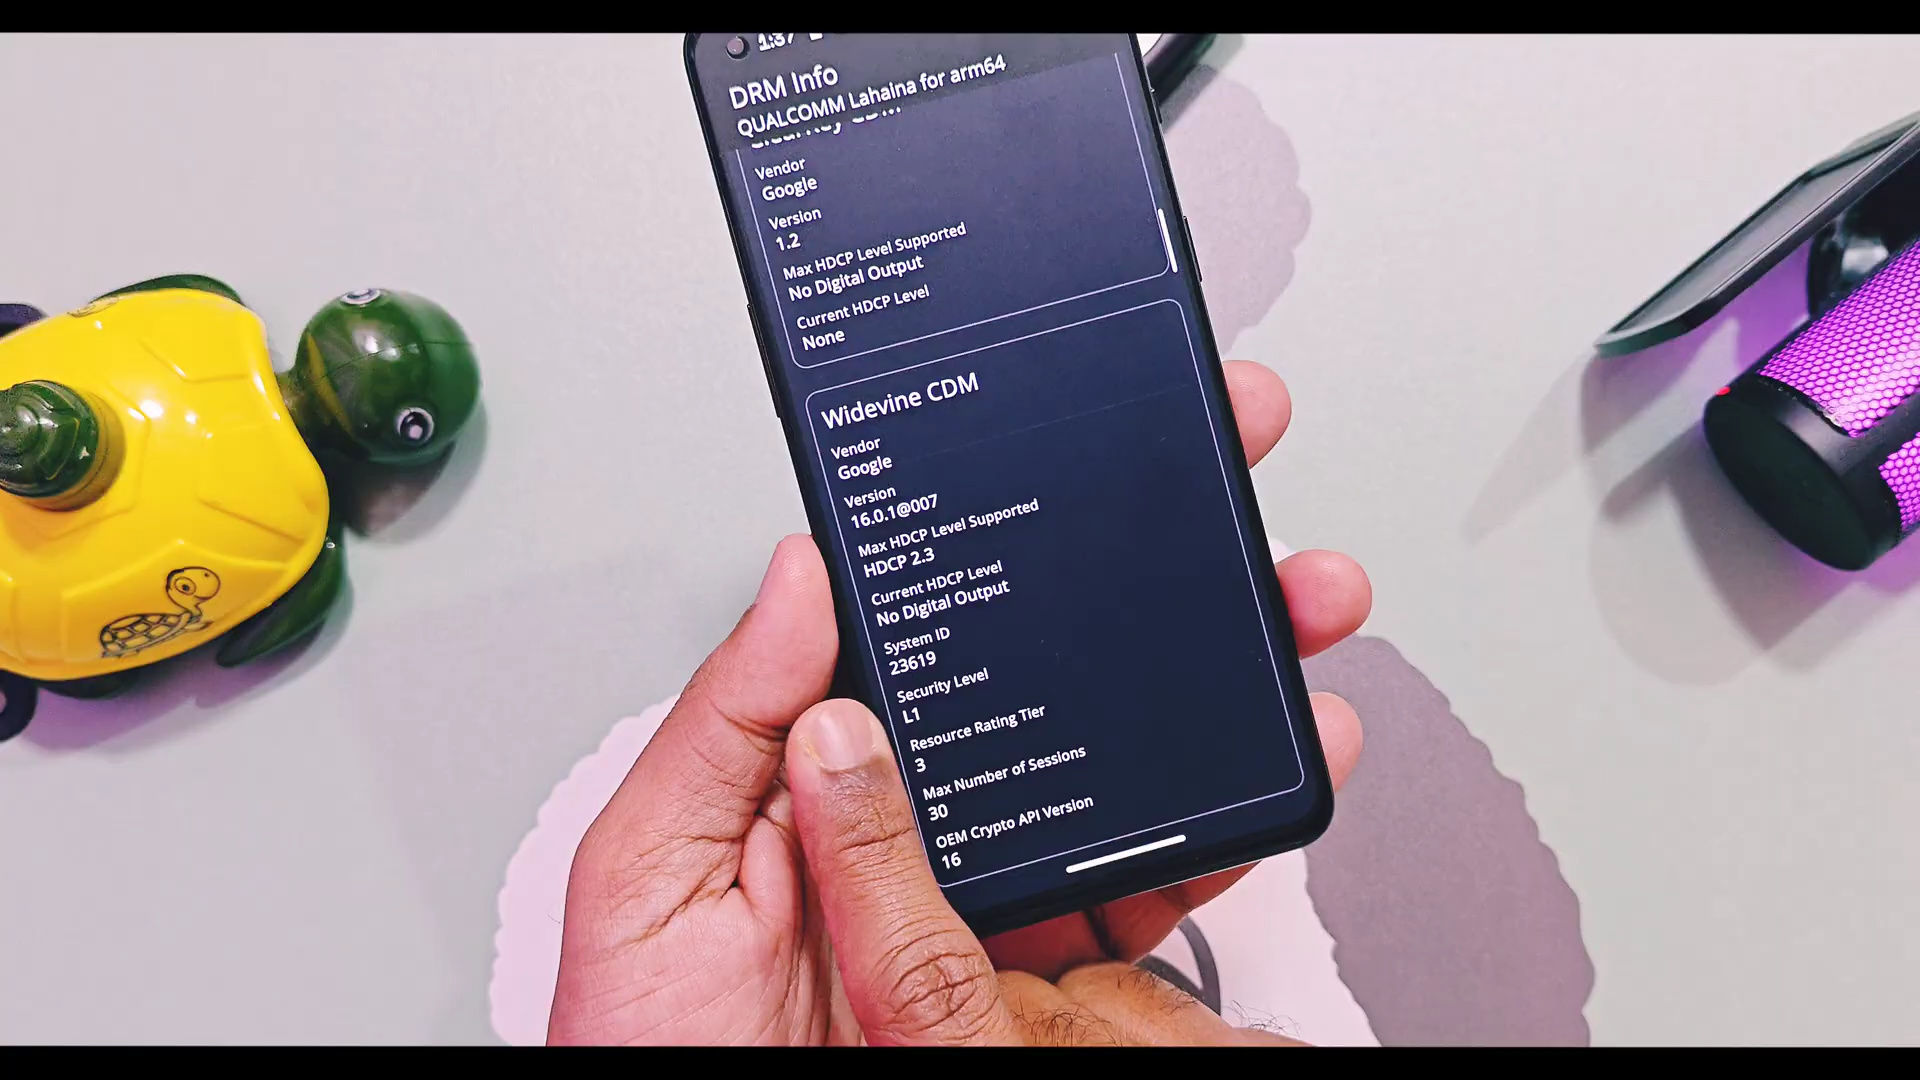 1:37
DRM Info
QUALCOMM Lahaina for arm64
ClearKey CDM
Vendor
Google
Version
1.2
Max HDCP Level Supported
No Digital Output
Current HDCP Level
None
Widevine CDM
Vendor
Google
Version
16.0.1@007
Max HDCP Level Supported
HDCP 2.3
Current HDCP Level
No Digital Output
System ID
23619
Security Level
L1
Resource Rating Tier
3
Max Number of Sessions
30
OEM Crypto API Version
16